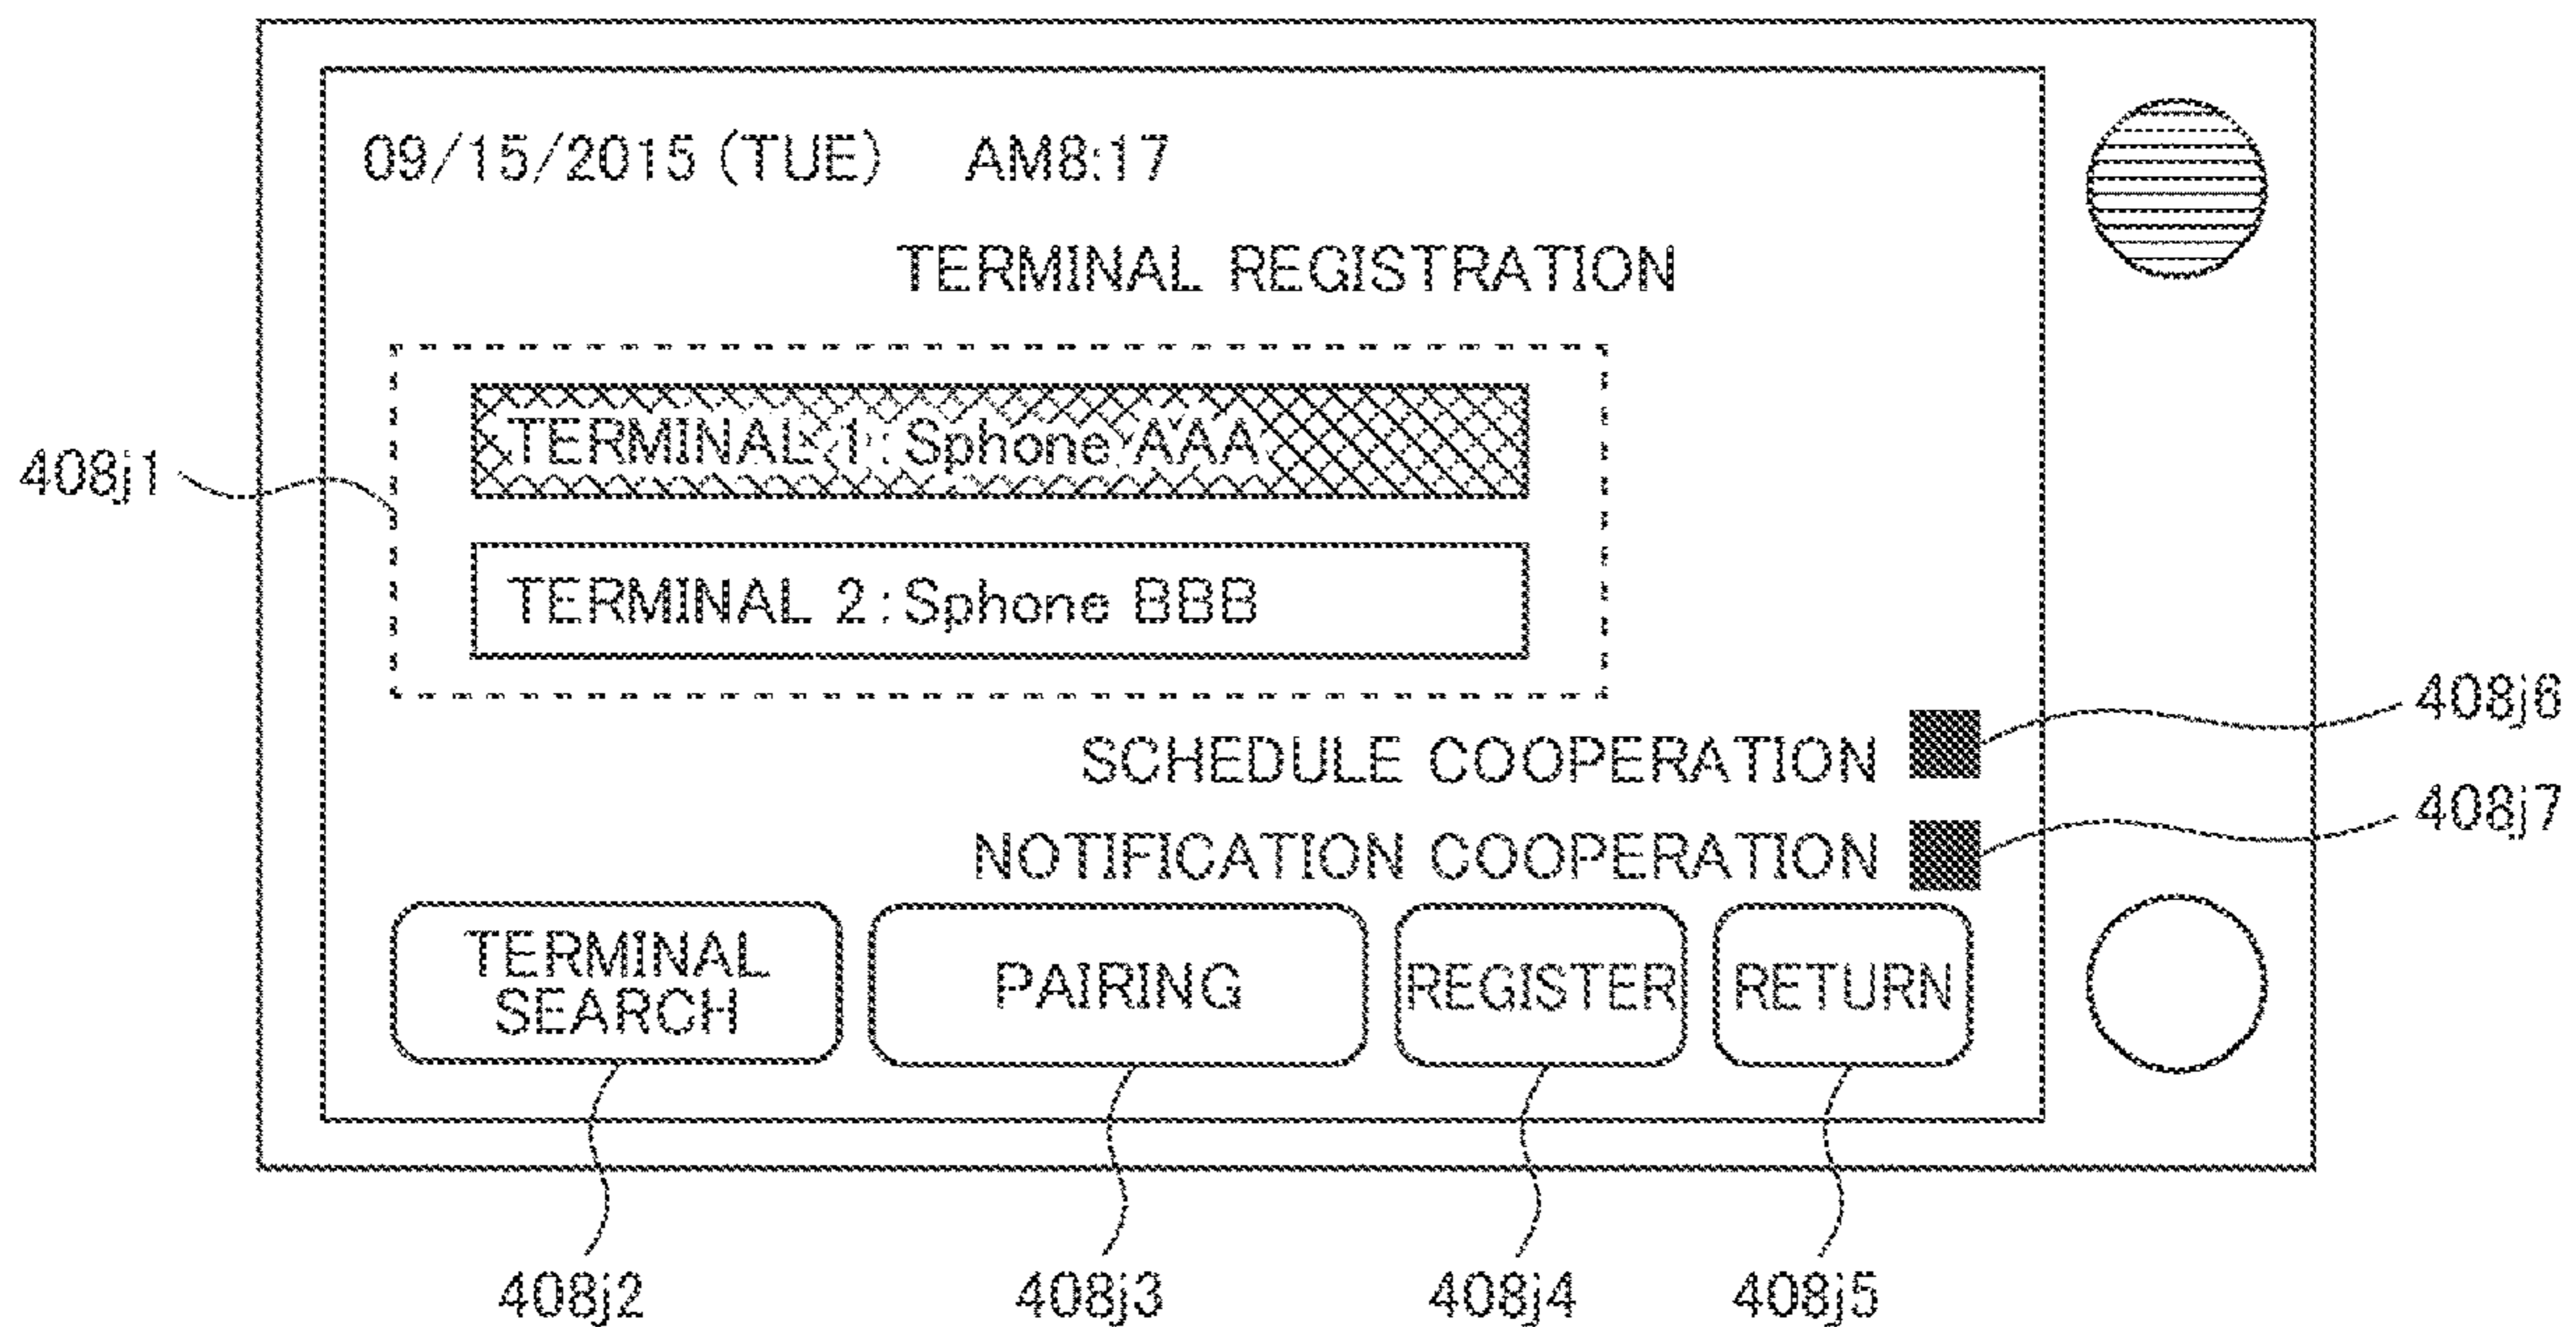 09/15/2015 (TUE) AM8:17
TERMINAL REGISTRATION
408j1
TERMINAL 1:Sphone AAA
TERMINAL 2:Sphone BBB
SCHEDULE COOPERATION
408j6
NOTIFICATION COOPERATION
408j7
TERMINAL
SEARCH
PAIRING
REGISTER
RETURN
408j2
408j3
408j4
408j5